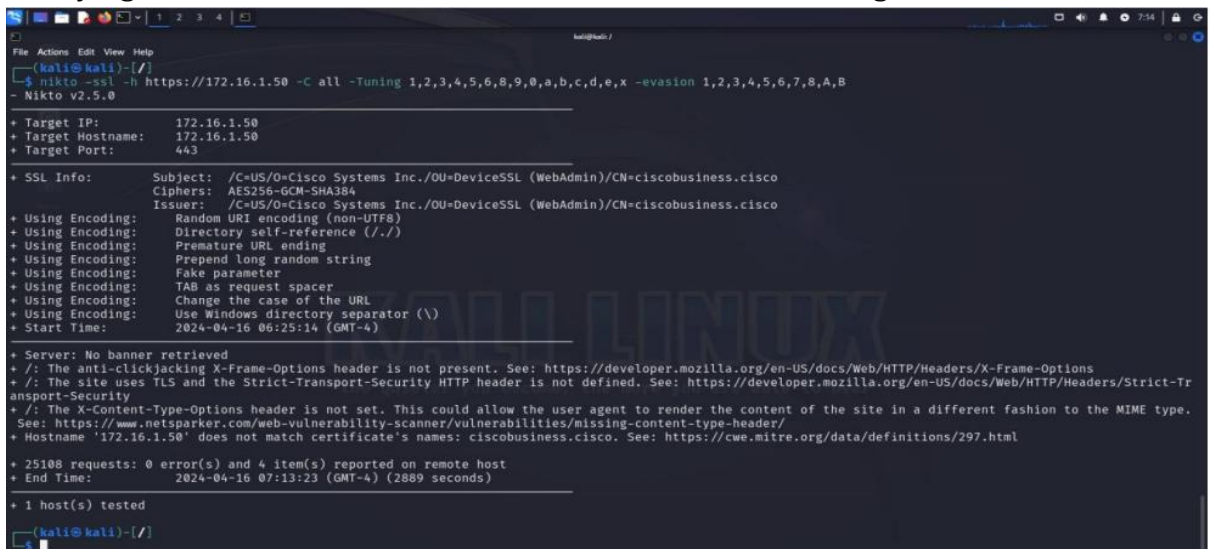 1 2 3 4
7:14
kali@kali: /
File Actions Edit View Help
(kali㉿kali)-[/]
$ nikto -ssl -h https://172.16.1.50 -C all -Tuning 1,2,3,4,5,6,8,9,0,a,b,c,d,e,x -evasion 1,2,3,4,5,6,7,8,A,B
- Nikto v2.5.0
+ Target IP: 172.16.1.50
+ Target Hostname: 172.16.1.50
+ Target Port: 443
+ SSL Info: Subject: /C=US/O=Cisco Systems Inc./OU=DeviceSSL (WebAdmin)/CN=ciscobusiness.cisco
Ciphers: AES256-GCM-SHA384
Issuer: /C=US/O=Cisco Systems Inc./OU=DeviceSSL (WebAdmin)/CN=ciscobusiness.cisco
+ Using Encoding: Random URI encoding (non-UTF8)
+ Using Encoding: Directory self-reference (/./)
+ Using Encoding: Premature URL ending
+ Using Encoding: Prepend long random string
+ Using Encoding: Fake parameter
+ Using Encoding: TAB as request spacer
+ Using Encoding: Change the case of the URL
+ Using Encoding: Use Windows directory separator (\)
+ Start Time: 2024-04-16 06:25:14 (GMT-4)
KALI LINUX
+ Server: No banner retrieved
+ /: The anti-clickjacking X-Frame-Options header is not present. See: https://developer.mozilla.org/en-US/docs/Web/HTTP/Headers/X-Frame-Options
+ /: The site uses TLS and the Strict-Transport-Security HTTP header is not defined. See: https://developer.mozilla.org/en-US/docs/Web/HTTP/Headers/Strict-Tr
ansport-Security
+ /: The X-Content-Type-Options header is not set. This could allow the user agent to render the content of the site in a different fashion to the MIME type.
See: https://www.netsparker.com/web-vulnerability-scanner/vulnerabilities/missing-content-type-header/
+ Hostname '172.16.1.50' does not match certificate's names: ciscobusiness.cisco. See: https://cwe.mitre.org/data/definitions/297.html
+ 25108 requests: 0 error(s) and 4 item(s) reported on remote host
+ End Time: 2024-04-16 07:13:23 (GMT-4) (2889 seconds)
+ 1 host(s) tested
(kali㉿kali)-[/]
$